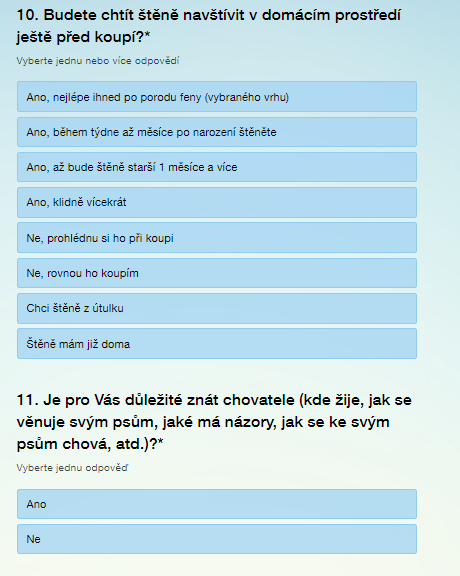 10. Budete chtít štěně navštívit v domácím prostředí
ještě před koupí?*
Vyberte jednu nebo více odpovědí
Ano, nejlépe ihned po porodu feny (vybraného vrhu)
Ano, během týdne až měsíce po narození štěněte
Ano, až bude štěně starší 1 měsíce a více
Ano, klidně vícekrát
Ne, prohlédnu si ho při koupi
Ne, rovnou ho koupím
Chci štěně z útulku
Štěně mám již doma
11. Je pro Vás důležité znát chovatele (kde žije, jak se
věnuje svým psům, jaké má názory, jak se ke svým
psům chová, atd.)?*
Vyberte jednu odpověď
Ano
Ne